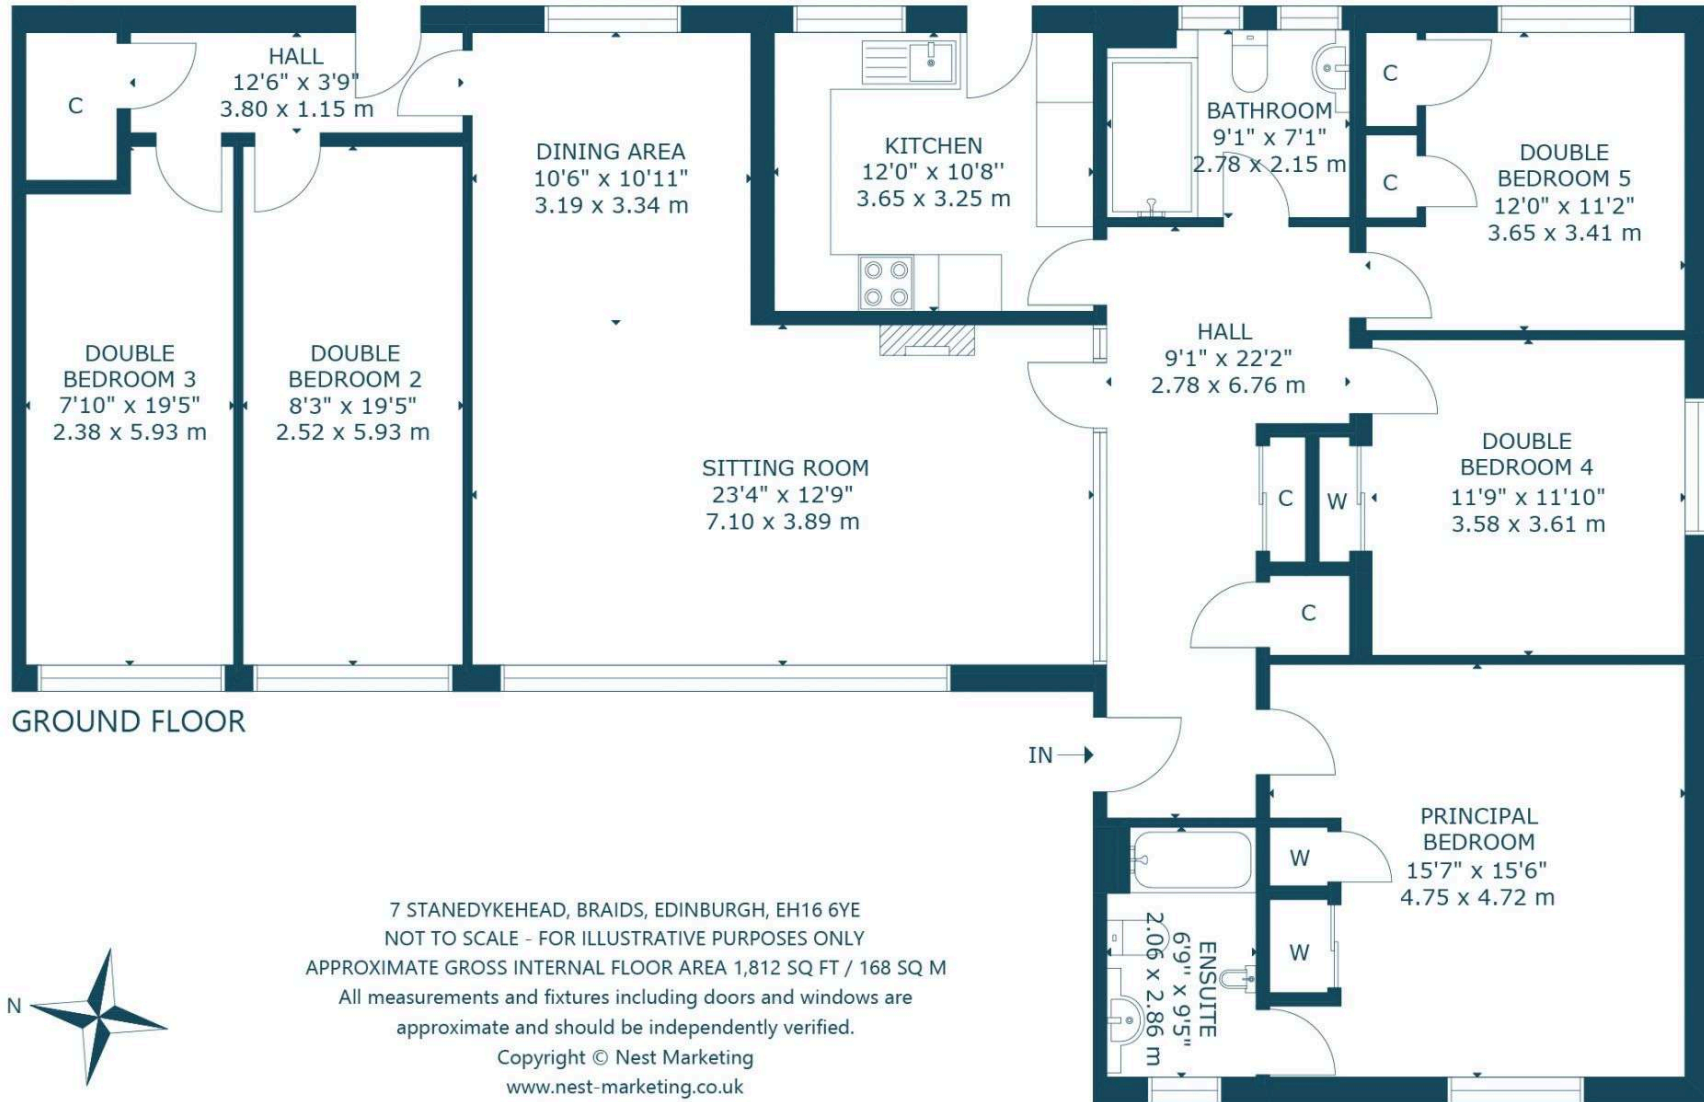 HALL
12'6" x 3'9"
3.80 x 1.15 m
C
DINING AREA
10'6" x 10'11"
3.19 x 3.34 m
KITCHEN
12'0" x 10'8''
3.65 x 3.25 m
BATHROOM
9'1" x 7'1"
2.78 x 2.15 m
C
C
DOUBLE
BEDROOM 5
12'0" x 11'2"
3.65 x 3.41 m
DOUBLE
BEDROOM 3
7'10" x 19'5"
2.38 x 5.93 m
DOUBLE
BEDROOM 2
8'3" x 19'5"
2.52 x 5.93 m
HALL
9'1" x 22'2"
2.78 x 6.76 m
SITTING ROOM
23'4" x 12'9"
7.10 x 3.89 m
C
W
DOUBLE
BEDROOM 4
11'9" x 11'10"
3.58 x 3.61 m
C
GROUND FLOOR
IN
PRINCIPAL
BEDROOM
15'7" x 15'6"
4.75 x 4.72 m
W
W
ENSUITE
6'9" x 9'5"
2.06 x 2.86 m
7 STANEDYKEHEAD, BRAIDS, EDINBURGH, EH16 6YE
NOT TO SCALE - FOR ILLUSTRATIVE PURPOSES ONLY
APPROXIMATE GROSS INTERNAL FLOOR AREA 1,812 SQ FT / 168 SQ M
All measurements and fixtures including doors and windows are
approximate and should be independently verified.
Copyright © Nest Marketing
www.nest-marketing.co.uk
N